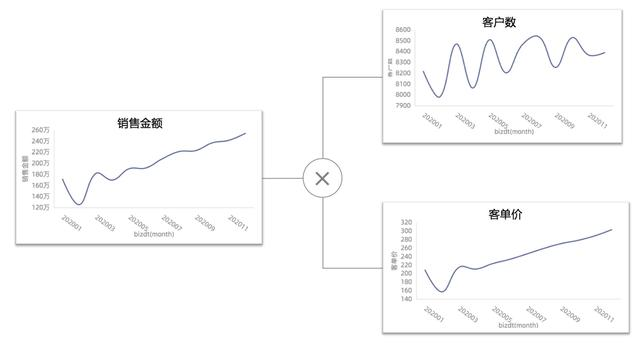 客户数
8600
8500
8400
8300
8200
8100
8000
7900
客户数
202001
202003
202005
202007
202009
202011
bizdt(month)
销售金额
260万
240万
220万
200万
180万
160万
140万
120万
销售金额
202001
202003
202005
202007
202009
202011
bizdt(month)
客单价
320
300
280
260
240
220
200
180
160
140
客单价
202001
202003
202005
202007
202009
202011
bizdt(month)